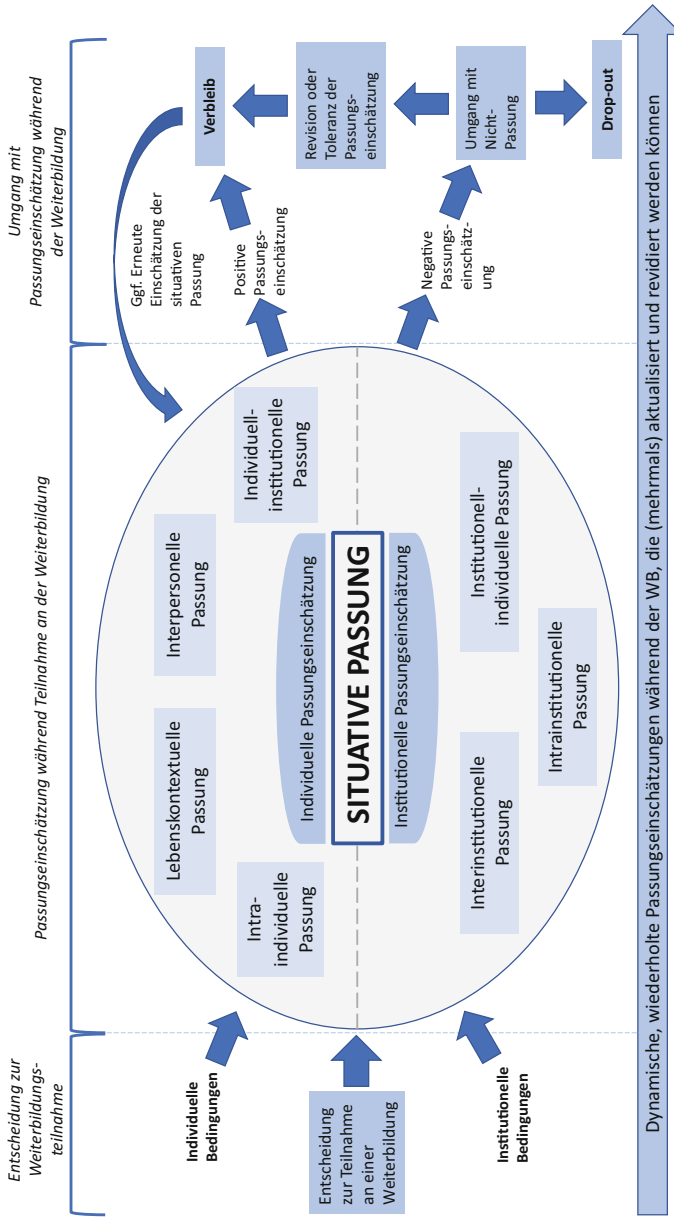 Entscheidung zur
Weiterbildungs-
teilnahme
Passungseinschätzung während Teilnahme an der Weiterbildung
Umgang mit
Passungseinschätzung während
der Weiterbildung
Individuelle
Bedingungen
Entscheidung
zur Teilnahme
an einer
Weiterbildung
Institutionelle
Bedingungen
Lebenskontextuelle
Passung
Interpersonelle
Passung
Intra-
individuelle
Passung
Individuell-
institutionelle
Passung
Individuelle Passungseinschätzung
SITUATIVE PASSUNG
Institutionelle Passungseinschätzung
Interinstitutionelle
Passung
Institutionell-
individuelle Passung
Intrainstitutionelle
Passung
Ggf. Erneute
Einschätzung der
situativen
Passung
Positive
Passungs-
einschätzung
Negative
Passungs-
einschätz-
ung
Verbleib
Revision oder
Toleranz der
Passungs-
einschätzung
Umgang mit
Nicht-
Passung
Drop-out
Dynamische, wiederholte Passungseinschätzungen während der WB, die (mehrmals) aktualisiert und revidiert werden können